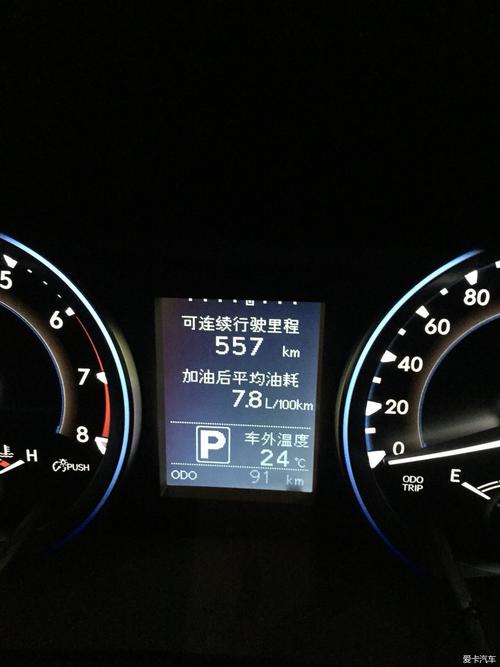 可连续行驶里程
557 km
加油后平均油耗
7.8 L/100km
P
车外温度
24 ℃
ODO 91 km
5
6
7
8
H
PUSH
80
60
40
20
0
ODO
TRIP
E
爱卡汽车